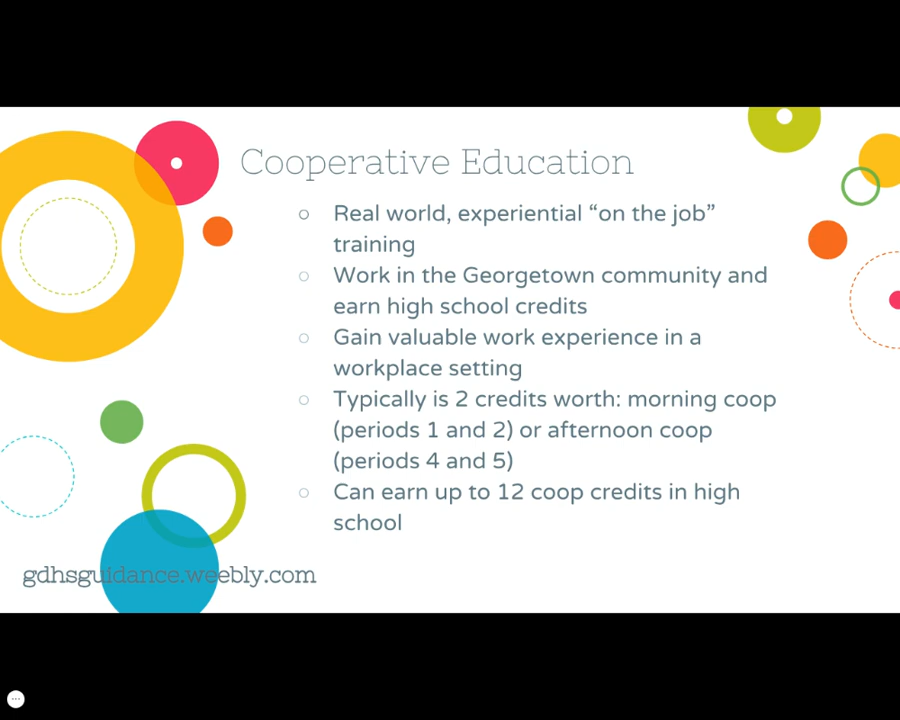 Cooperative Education
○ Real world, experiential “on the job”
training
○ Work in the Georgetown community and
earn high school credits
○ Gain valuable work experience in a
workplace setting
○ Typically is 2 credits worth: morning coop
(periods 1 and 2) or afternoon coop
(periods 4 and 5)
○ Can earn up to 12 coop credits in high
school
gdhsguidance.weebly.com